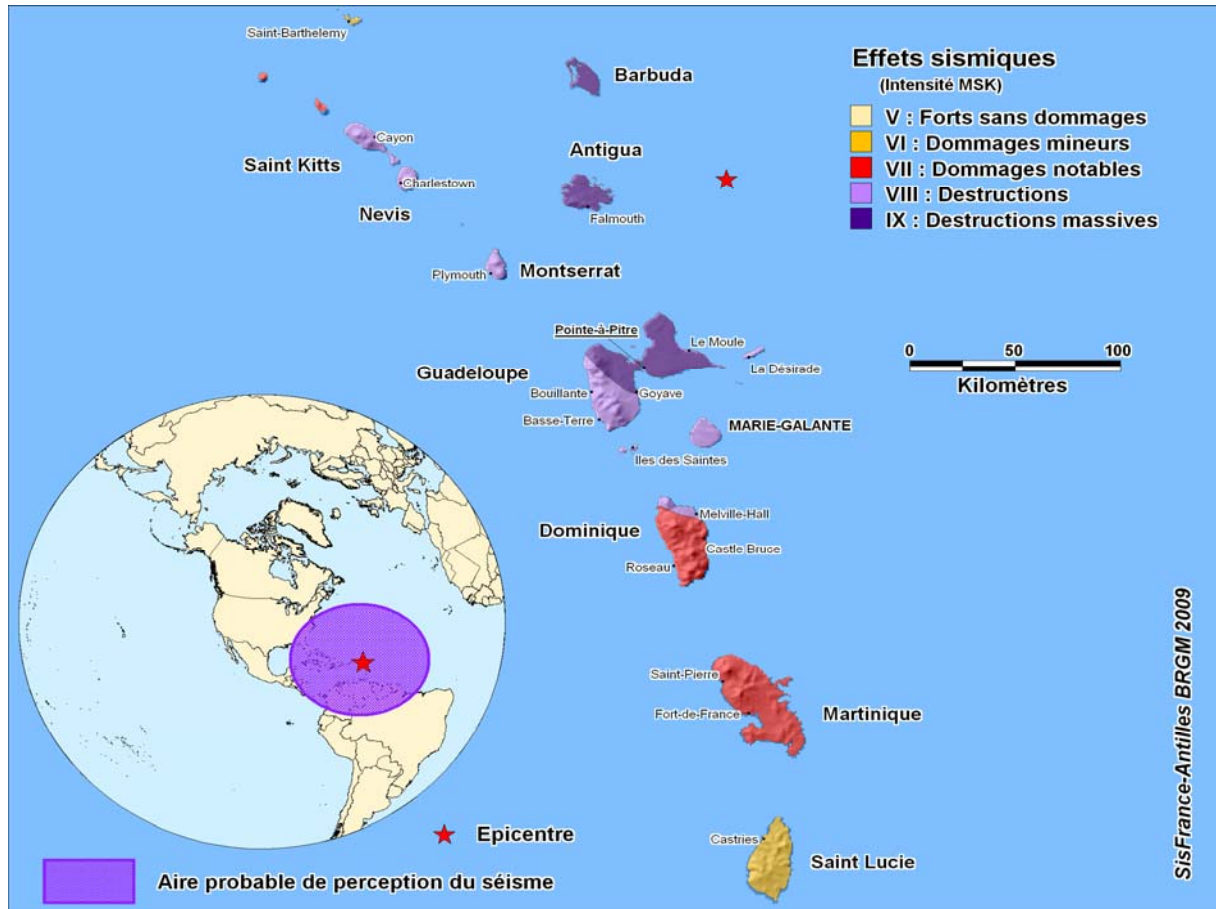 Saint-Barthelemy
Barbuda
Effets sismiques
(Intensité MSK)
V : Forts sans dommages
VI : Dommages mineurs
VII : Dommages notables
VIII : Destructions
IX : Destructions massives
Cayon
Antigua
Saint Kitts
Charlestown
Nevis
Falmouth
Plymouth
Montserrat
Pointe-à-Pitre
Le Moule
La Désirade
0 50 100
Kilomètres
Guadeloupe
Bouillante
Goyave
Basse-Terre
MARIE-GALANTE
Iles des Saintes
Melville-Hall
Dominique
Castle Bruce
Roseau
Saint-Pierre
Fort-de-France
Martinique
Castries
Saint Lucie
Epicentre
Aire probable de perception du séisme
SisFrance-Antilles BRGM 2009